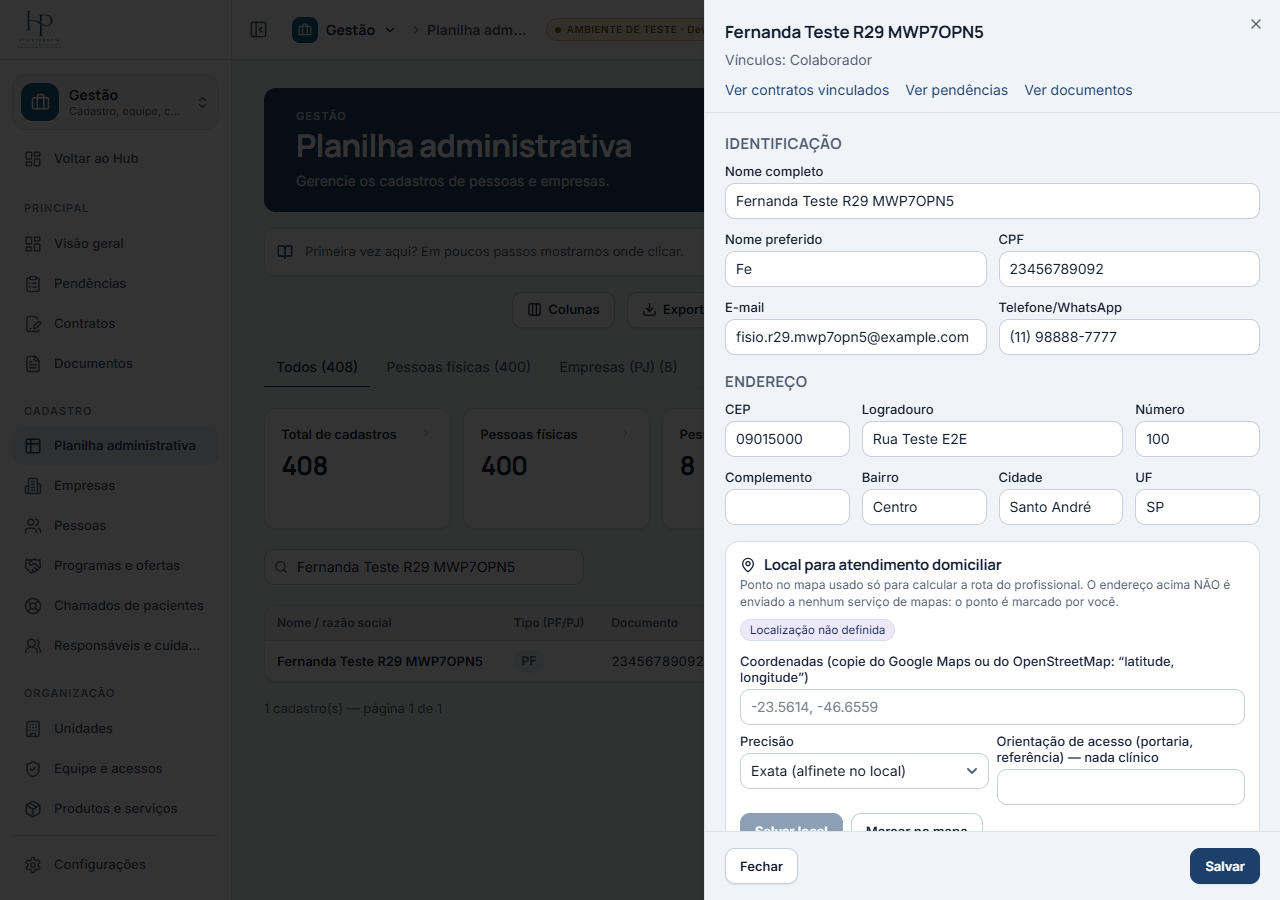 HP
Gestão
Cadastro, equipe, c...
Voltar ao Hub
PRINCIPAL
Visão geral
Pendências
Contratos
Documentos
CADASTRO
Planilha administrativa
Empresas
Pessoas
Programas e ofertas
Chamados de pacientes
Responsáveis e cuida...
ORGANIZAÇÃO
Unidades
Equipe e acessos
Produtos e serviços
Configurações
Gestão
Planilha adm...
AMBIENTE DE TESTE · Dev
GESTÃO
Planilha administrativa
Gerencie os cadastros de pessoas e empresas.
Primeira vez aqui? Em poucos passos mostramos onde clicar.
Colunas
Export
Todos (408)
Pessoas físicas (400)
Empresas (PJ) (8)
Total de cadastros
408
Pessoas físicas
400
Pes
8
Fernanda Teste R29 MWP7OPN5
Nome / razão social
Tipo (PF/PJ)
Documento
Fernanda Teste R29 MWP7OPN5
PF
23456789092
1 cadastro(s) — página 1 de 1
Fernanda Teste R29 MWP7OPN5
Vínculos: Colaborador
Ver contratos vinculados
Ver pendências
Ver documentos
IDENTIFICAÇÃO
Nome completo
Fernanda Teste R29 MWP7OPN5
Nome preferido
CPF
Fe
23456789092
E-mail
Telefone/WhatsApp
fisio.r29.mwp7opn5@example.com
(11) 98888-7777
ENDEREÇO
CEP
Logradouro
Número
09015000
Rua Teste E2E
100
Complemento
Bairro
Cidade
UF
Centro
Santo André
SP
Local para atendimento domiciliar
Ponto no mapa usado só para calcular a rota do profissional. O endereço acima NÃO é
enviado a nenhum serviço de mapas: o ponto é marcado por você.
Localização não definida
Coordenadas (copie do Google Maps ou do OpenStreetMap: “latitude,
longitude”)
-23.5614, -46.6559
Precisão
Orientação de acesso (portaria,
referência) — nada clínico
Exata (alfinete no local)
Salvar local
Marcar no mapa
Fechar
Salvar